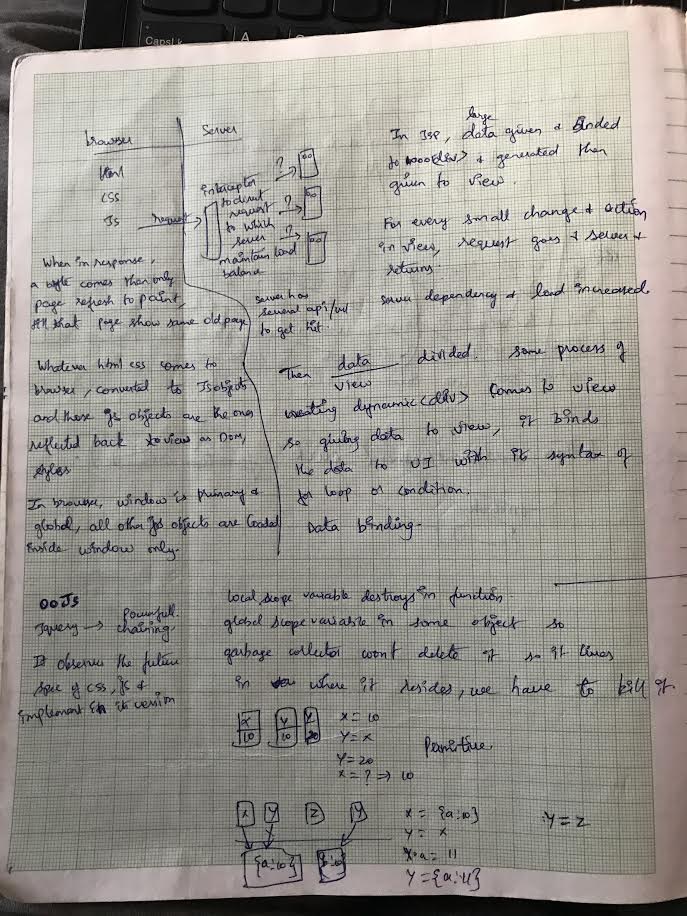 Caps Lk
A
browser
Server
Html
CSS
JS
request
interceptor
to direct
request
to which
server
maintain load
balance
?
?
?
server has
several api/url
to get hit.
When in response,
a comes then only
page refresh to paint,
till that page show same old page
Whatever html css comes to
browser, converted to Js objects
and these js objects are the ones
reflected back to view as Dom,
styles
In browser, window is primary &
global, all other Js objects are loaded
inside window only.
In JSP, large data given & Binded
to <div> & generated then
given to view.
For every small change & action
in view, request goes & server &
returns.
server dependency & load increased
Then data / view divided. Some process of
creating dynamic <div> comes to view
so giving data to view, it binds
the data to UI with it syntax of
for loop or condition.
Data binding.
OOJS
Jquery → powerfull chaining.
It observes the future
spec of css, js &
implement in its version
local scope variable destroys in function
global scope variable in some object so
garbage collector wont delete it so it lives
in where it resides, we have to kill it
x
10
y
10
y
20
x = 10
y = x
y = 20
x = ? => 10
Primitive.
x
y
z
y
{a:10}
x = {a:10}
y = x
x.a = 11
y = {a:11}
y = z